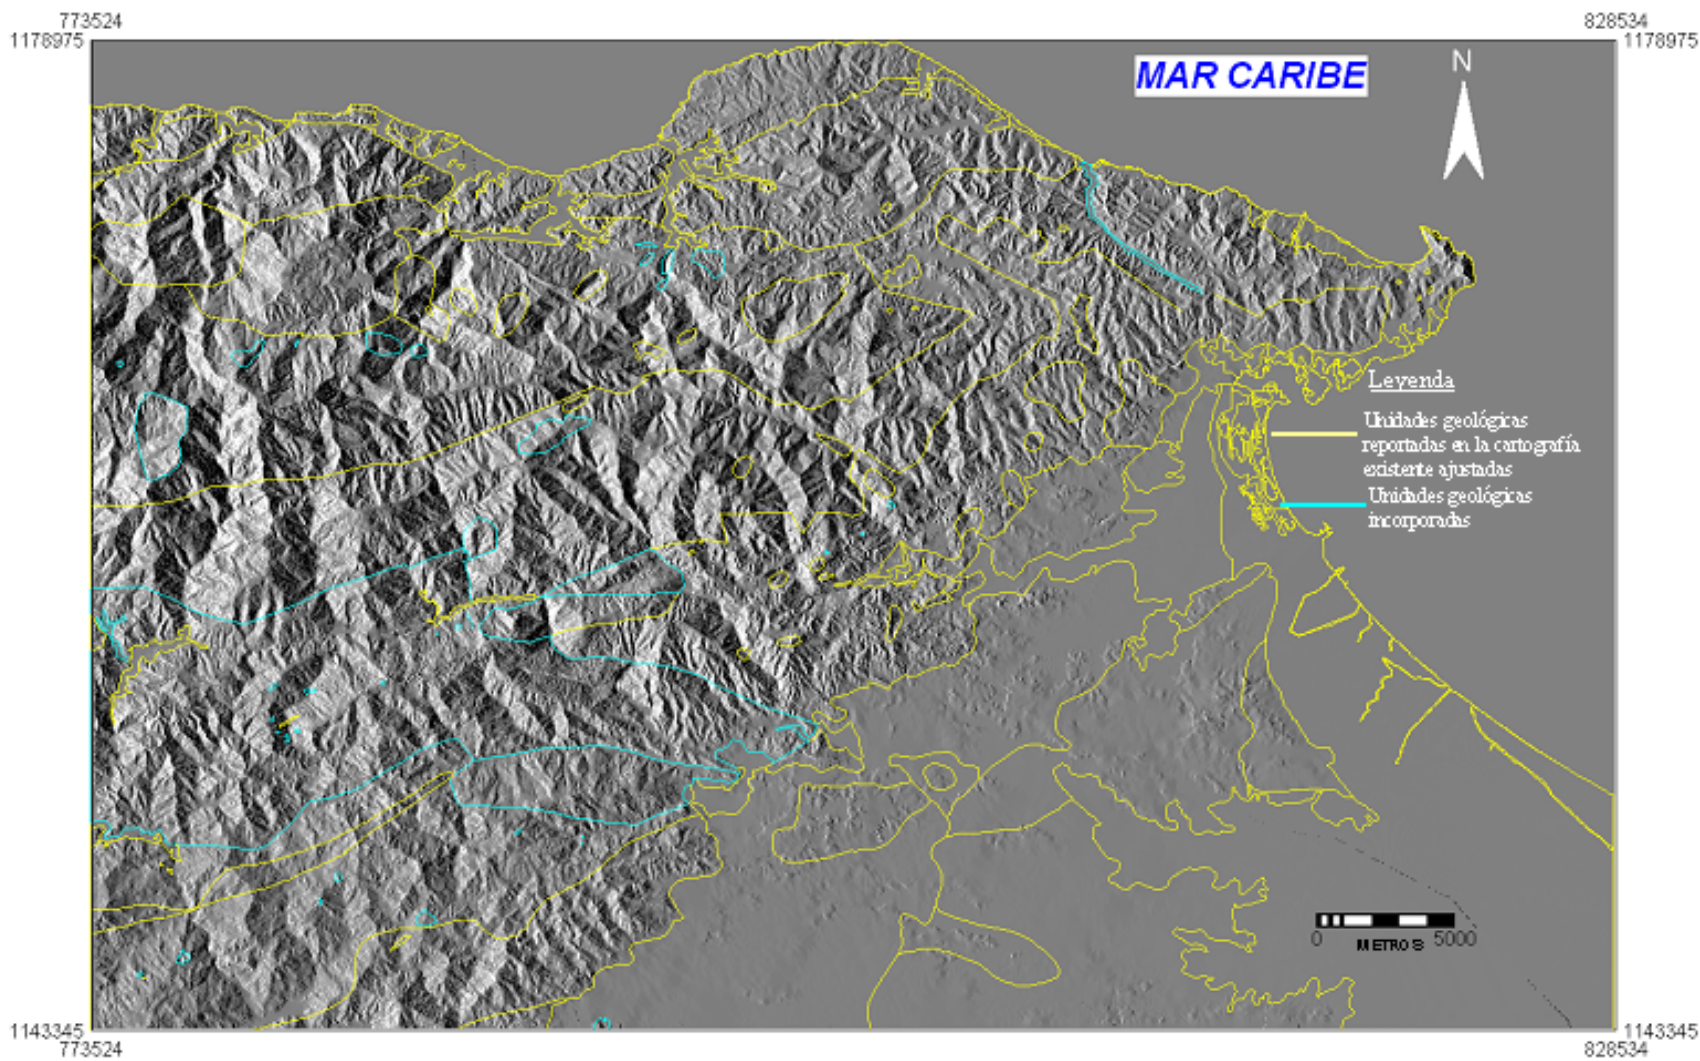 773524 828534
1178975 1178975
MAR CARIBE
N
Leyenda
Unidades geológicas
reportadas en la cartografía
existente ajustadas
Unidades geológicas
incorporadas
0 METROS 5000
1143345 1143345
773524 828534